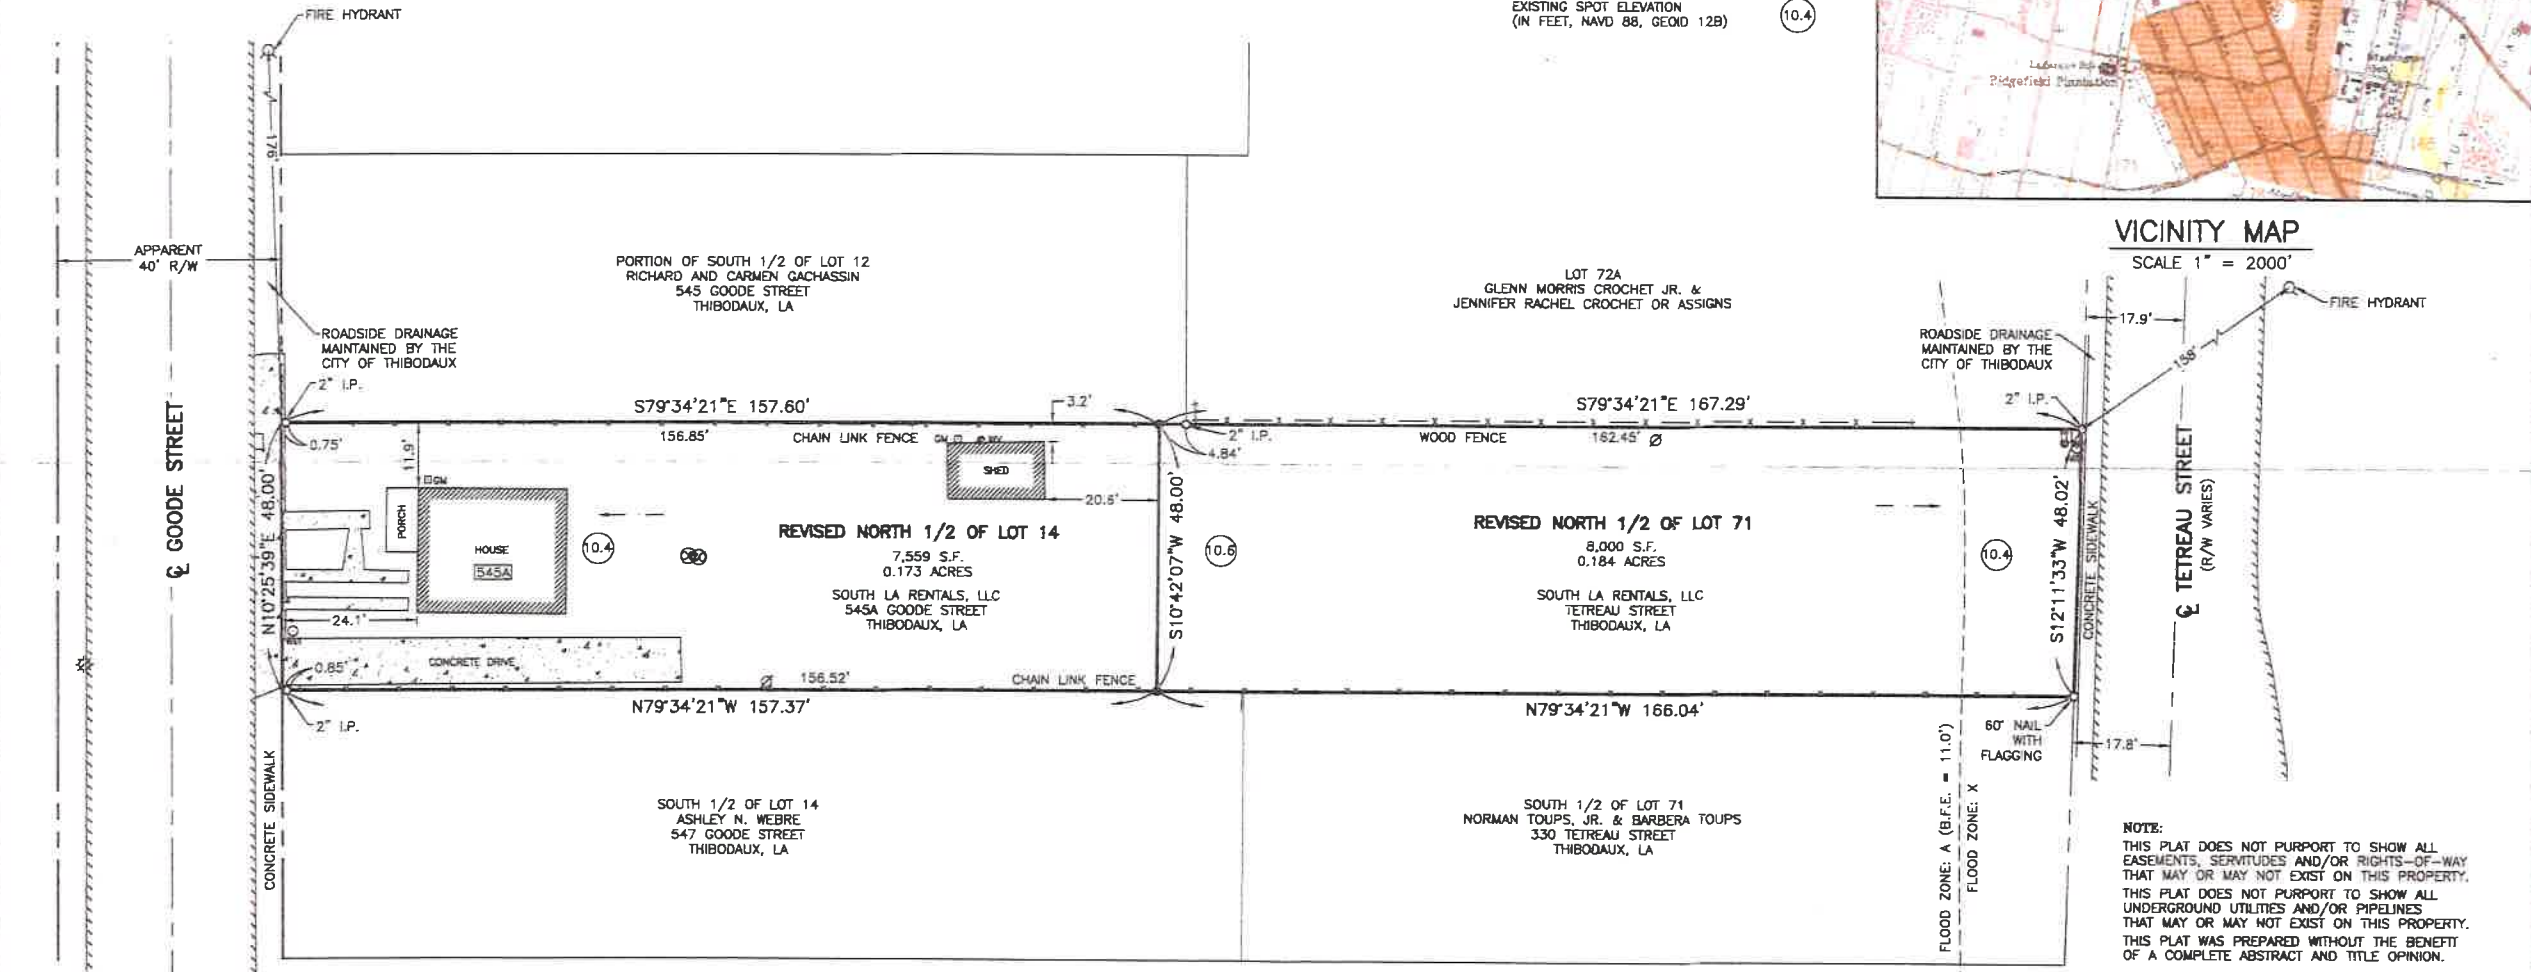 FIRE HYDRANT
EXISTING SPOT ELEVATION
(IN FEET, NAVD 88, GEOID 12B)
10.4
Ridgefield Plantation
176'
VICINITY MAP
SCALE 1" = 2000'
APPARENT
40' R/W
PORTION OF SOUTH 1/2 OF LOT 12
RICHARD AND CARMEN GACHASSIN
545 GOODE STREET
THIBODAUX, LA
LOT 72A
GLENN MORRIS CROCHET JR. &
JENNIFER RACHEL CROCHET OR ASSIGNS
FIRE HYDRANT
17.9'
158'
ROADSIDE DRAINAGE
MAINTAINED BY THE
CITY OF THIBODAUX
ROADSIDE DRAINAGE
MAINTAINED BY THE
CITY OF THIBODAUX
2" I.P.
S79°34'21"E 157.60'
3.2'
S79°34'21"E 167.29'
2" I.P.
0.75'
156.85'
CHAIN LINK FENCE
GM
2" I.P.
4.84'
WOOD FENCE
162.45'
℄ GOODE STREET
N10°25'39"E 48.00'
11.9'
GM
PORCH
HOUSE
545A
10.4
SHED
20.6'
REVISED NORTH 1/2 OF LOT 14
7,559 S.F.
0.173 ACRES
SOUTH LA RENTALS, LLC
545A GOODE STREET
THIBODAUX, LA
S10°42'07"W 48.00'
10.6
REVISED NORTH 1/2 OF LOT 71
8,000 S.F.
0.184 ACRES
SOUTH LA RENTALS, LLC
TETREAU STREET
THIBODAUX, LA
10.4
S12°11'33"W 48.02'
CONCRETE SIDEWALK
℄ TETREAU STREET
(R/W VARIES)
24.1'
0.85'
CONCRETE DRIVE
156.52'
CHAIN LINK FENCE
2" I.P.
N79°34'21"W 157.37'
N79°34'21"W 166.04'
60' NAIL
WITH
FLAGGING
17.8'
CONCRETE SIDEWALK
SOUTH 1/2 OF LOT 14
ASHLEY N. WEBRE
547 GOODE STREET
THIBODAUX, LA
SOUTH 1/2 OF LOT 71
NORMAN TOUPS, JR. & BARBERA TOUPS
330 TETREAU STREET
THIBODAUX, LA
FLOOD ZONE: A (B.F.E. = 11.0')
FLOOD ZONE: X
NOTE:
THIS PLAT DOES NOT PURPORT TO SHOW ALL
EASEMENTS, SERVITUDES AND/OR RIGHTS-OF-WAY
THAT MAY OR MAY NOT EXIST ON THIS PROPERTY.
THIS PLAT DOES NOT PURPORT TO SHOW ALL
UNDERGROUND UTILITIES AND/OR PIPELINES
THAT MAY OR MAY NOT EXIST ON THIS PROPERTY.
THIS PLAT WAS PREPARED WITHOUT THE BENEFIT
OF A COMPLETE ABSTRACT AND TITLE OPINION.